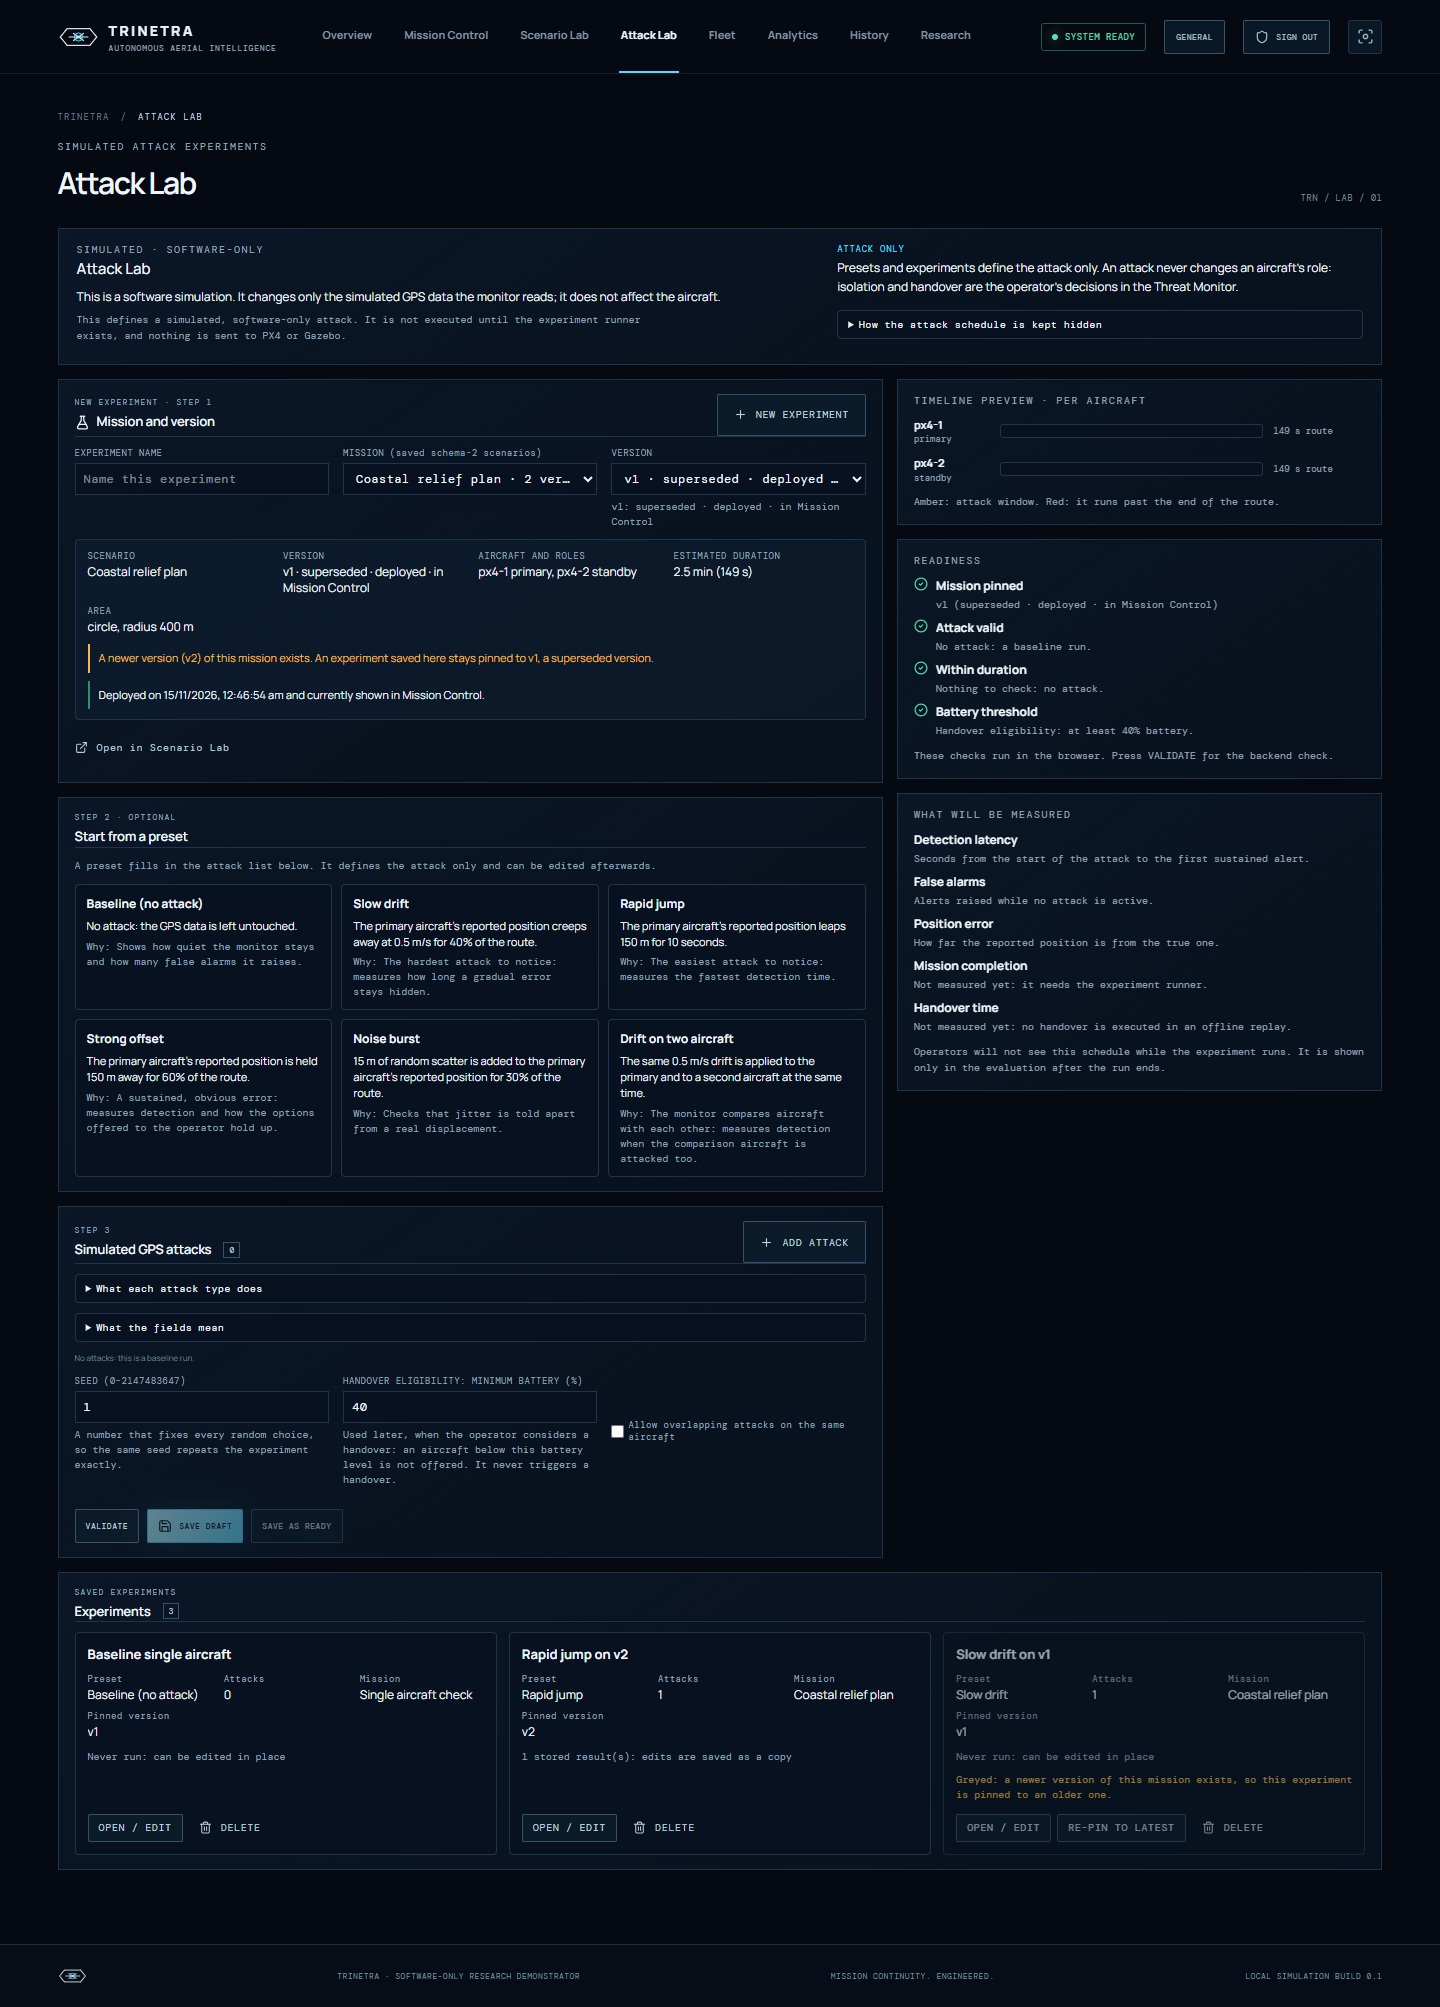 TRINETRA
AUTONOMOUS AERIAL INTELLIGENCE
Overview
Mission Control
Scenario Lab
Attack Lab
Fleet
Analytics
History
Research
SYSTEM READY
GENERAL
SIGN OUT
TRINETRA / ATTACK LAB
SIMULATED ATTACK EXPERIMENTS
Attack Lab
TRN / LAB / 01
SIMULATED · SOFTWARE-ONLY
Attack Lab
This is a software simulation. It changes only the simulated GPS data the monitor reads; it does not affect the aircraft.
This defines a simulated, software-only attack. It is not executed until the experiment runner
exists, and nothing is sent to PX4 or Gazebo.
ATTACK ONLY
Presets and experiments define the attack only. An attack never changes an aircraft's role:
isolation and handover are the operator's decisions in the Threat Monitor.
How the attack schedule is kept hidden
NEW EXPERIMENT · STEP 1
Mission and version
NEW EXPERIMENT
EXPERIMENT NAME
Name this experiment
MISSION (saved schema-2 scenarios)
Coastal relief plan · 2 ver…
VERSION
v1 · superseded · deployed …
v1: superseded · deployed · in Mission
Control
SCENARIO
Coastal relief plan
VERSION
v1 · superseded · deployed · in
Mission Control
AIRCRAFT AND ROLES
px4-1 primary, px4-2 standby
ESTIMATED DURATION
2.5 min (149 s)
AREA
circle, radius 400 m
A newer version (v2) of this mission exists. An experiment saved here stays pinned to v1, a superseded version.
Deployed on 15/11/2026, 12:46:54 am and currently shown in Mission Control.
Open in Scenario Lab
TIMELINE PREVIEW · PER AIRCRAFT
px4-1
primary
149 s route
px4-2
standby
149 s route
Amber: attack window. Red: it runs past the end of the route.
READINESS
Mission pinned
v1 (superseded · deployed · in Mission Control)
Attack valid
No attack: a baseline run.
Within duration
Nothing to check: no attack.
Battery threshold
Handover eligibility: at least 40% battery.
These checks run in the browser. Press VALIDATE for the backend check.
WHAT WILL BE MEASURED
Detection latency
Seconds from the start of the attack to the first sustained alert.
False alarms
Alerts raised while no attack is active.
Position error
How far the reported position is from the true one.
Mission completion
Not measured yet: it needs the experiment runner.
Handover time
Not measured yet: no handover is executed in an offline replay.
Operators will not see this schedule while the experiment runs. It is shown
only in the evaluation after the run ends.
STEP 2 · OPTIONAL
Start from a preset
A preset fills in the attack list below. It defines the attack only and can be edited afterwards.
Baseline (no attack)
No attack: the GPS data is left untouched.
Why: Shows how quiet the monitor stays
and how many false alarms it raises.
Slow drift
The primary aircraft's reported position creeps
away at 0.5 m/s for 40% of the route.
Why: The hardest attack to notice:
measures how long a gradual error
stays hidden.
Rapid jump
The primary aircraft's reported position leaps
150 m for 10 seconds.
Why: The easiest attack to notice:
measures the fastest detection time.
Strong offset
The primary aircraft's reported position is held
150 m away for 60% of the route.
Why: A sustained, obvious error:
measures detection and how the options
offered to the operator hold up.
Noise burst
15 m of random scatter is added to the primary
aircraft's reported position for 30% of the
route.
Why: Checks that jitter is told apart
from a real displacement.
Drift on two aircraft
The same 0.5 m/s drift is applied to the
primary and to a second aircraft at the same
time.
Why: The monitor compares aircraft
with each other: measures detection
when the comparison aircraft is
attacked too.
STEP 3
Simulated GPS attacks
0
ADD ATTACK
What each attack type does
What the fields mean
No attacks: this is a baseline run.
SEED (0-2147483647)
1
A number that fixes every random choice,
so the same seed repeats the experiment
exactly.
HANDOVER ELIGIBILITY: MINIMUM BATTERY (%)
40
Used later, when the operator considers a
handover: an aircraft below this battery
level is not offered. It never triggers a
handover.
Allow overlapping attacks on the same
aircraft
VALIDATE
SAVE DRAFT
SAVE AS READY
SAVED EXPERIMENTS
Experiments
3
Baseline single aircraft
Preset
Baseline (no attack)
Attacks
0
Mission
Single aircraft check
Pinned version
v1
Never run: can be edited in place
OPEN / EDIT
DELETE
Rapid jump on v2
Preset
Rapid jump
Attacks
1
Mission
Coastal relief plan
Pinned version
v2
1 stored result(s): edits are saved as a copy
OPEN / EDIT
DELETE
Slow drift on v1
Preset
Slow drift
Attacks
1
Mission
Coastal relief plan
Pinned version
v1
Never run: can be edited in place
Greyed: a newer version of this mission exists, so this experiment
is pinned to an older one.
OPEN / EDIT
RE-PIN TO LATEST
DELETE
TRINETRA · SOFTWARE-ONLY RESEARCH DEMONSTRATOR
MISSION CONTINUITY. ENGINEERED.
LOCAL SIMULATION BUILD 0.1